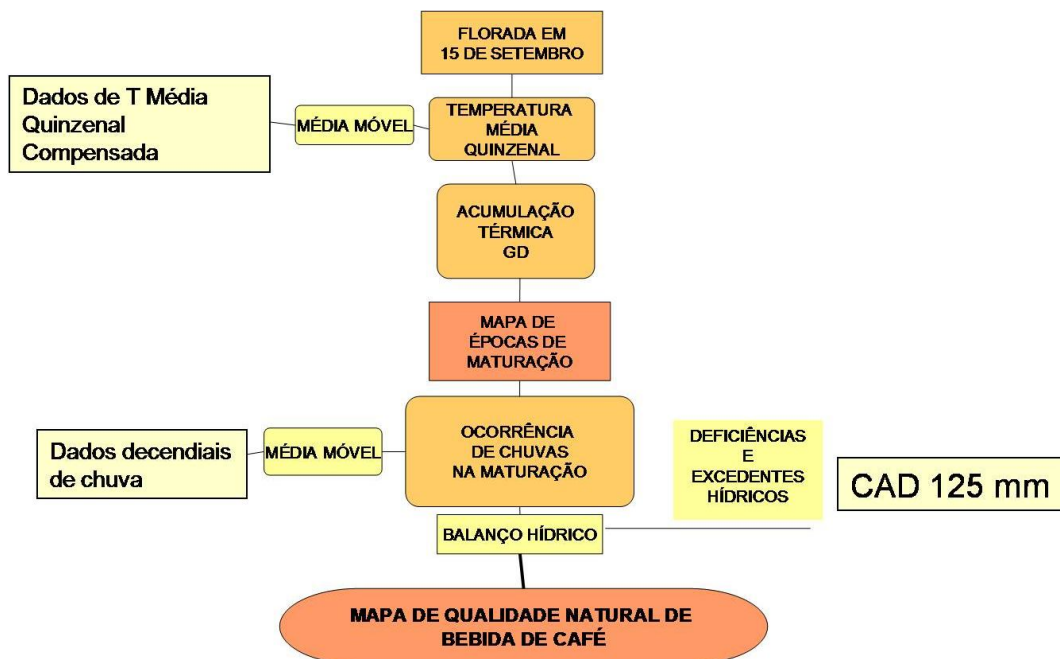 FLORADA EM
15 DE SETEMBRO
Dados de T Média
Quinzenal
Compensada
MÉDIA MÓVEL
TEMPERATURA
MÉDIA
QUINZENAL
ACUMULAÇÃO
TÉRMICA
GD
MAPA DE
ÉPOCAS DE
MATURAÇÃO
Dados decendiais
de chuva
MÉDIA MÓVEL
OCORRÊNCIA
DE CHUVAS
NA MATURAÇÃO
DEFICIÊNCIAS
E
EXCEDENTES
HÍDRICOS
CAD 125 mm
BALANÇO HÍDRICO
MAPA DE QUALIDADE NATURAL DE
BEBIDA DE CAFÉ